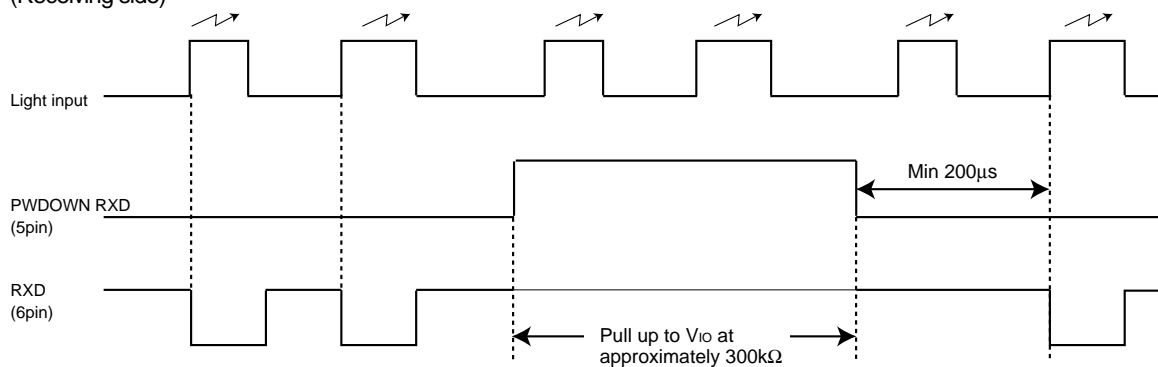 (Receiving side)
Light input
Min 200μs
PWDOWN RXD
(5pin)
RXD
(6pin)
Pull up to VIO at
approximately 300kΩ